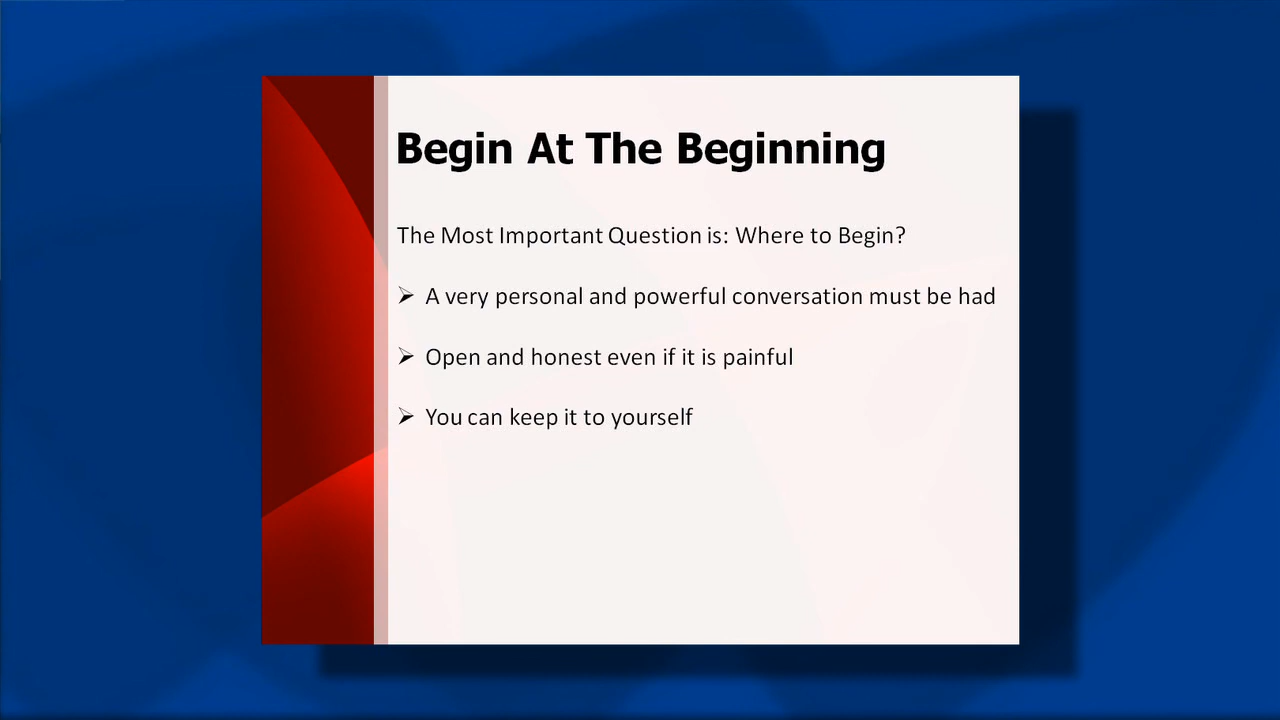 Begin At The Beginning
The Most Important Question is: Where to Begin?
➢ A very personal and powerful conversation must be had
➢ Open and honest even if it is painful
➢ You can keep it to yourself